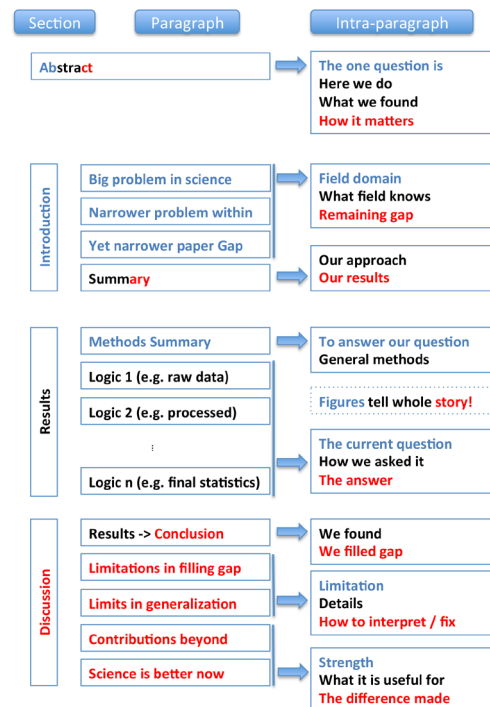 Section Paragraph Intra-paragraph
Abstract
The one question is
Here we do
What we found
How it matters
Introduction
Big problem in science
Narrower problem within
Yet narrower paper Gap
Summary
Field domain
What field knows
Remaining gap
Our approach
Our results
Results
Methods Summary
Logic 1 (e.g. raw data)
Logic 2 (e.g. processed)
...
Logic n (e.g. final statistics)
To answer our question
General methods
Figures tell whole story!
The current question
How we asked it
The answer
Discussion
Results -> Conclusion
Limitations in filling gap
Limits in generalization
Contributions beyond
Science is better now
We found
We filled gap
Limitation
Details
How to interpret / fix
Strength
What it is useful for
The difference made